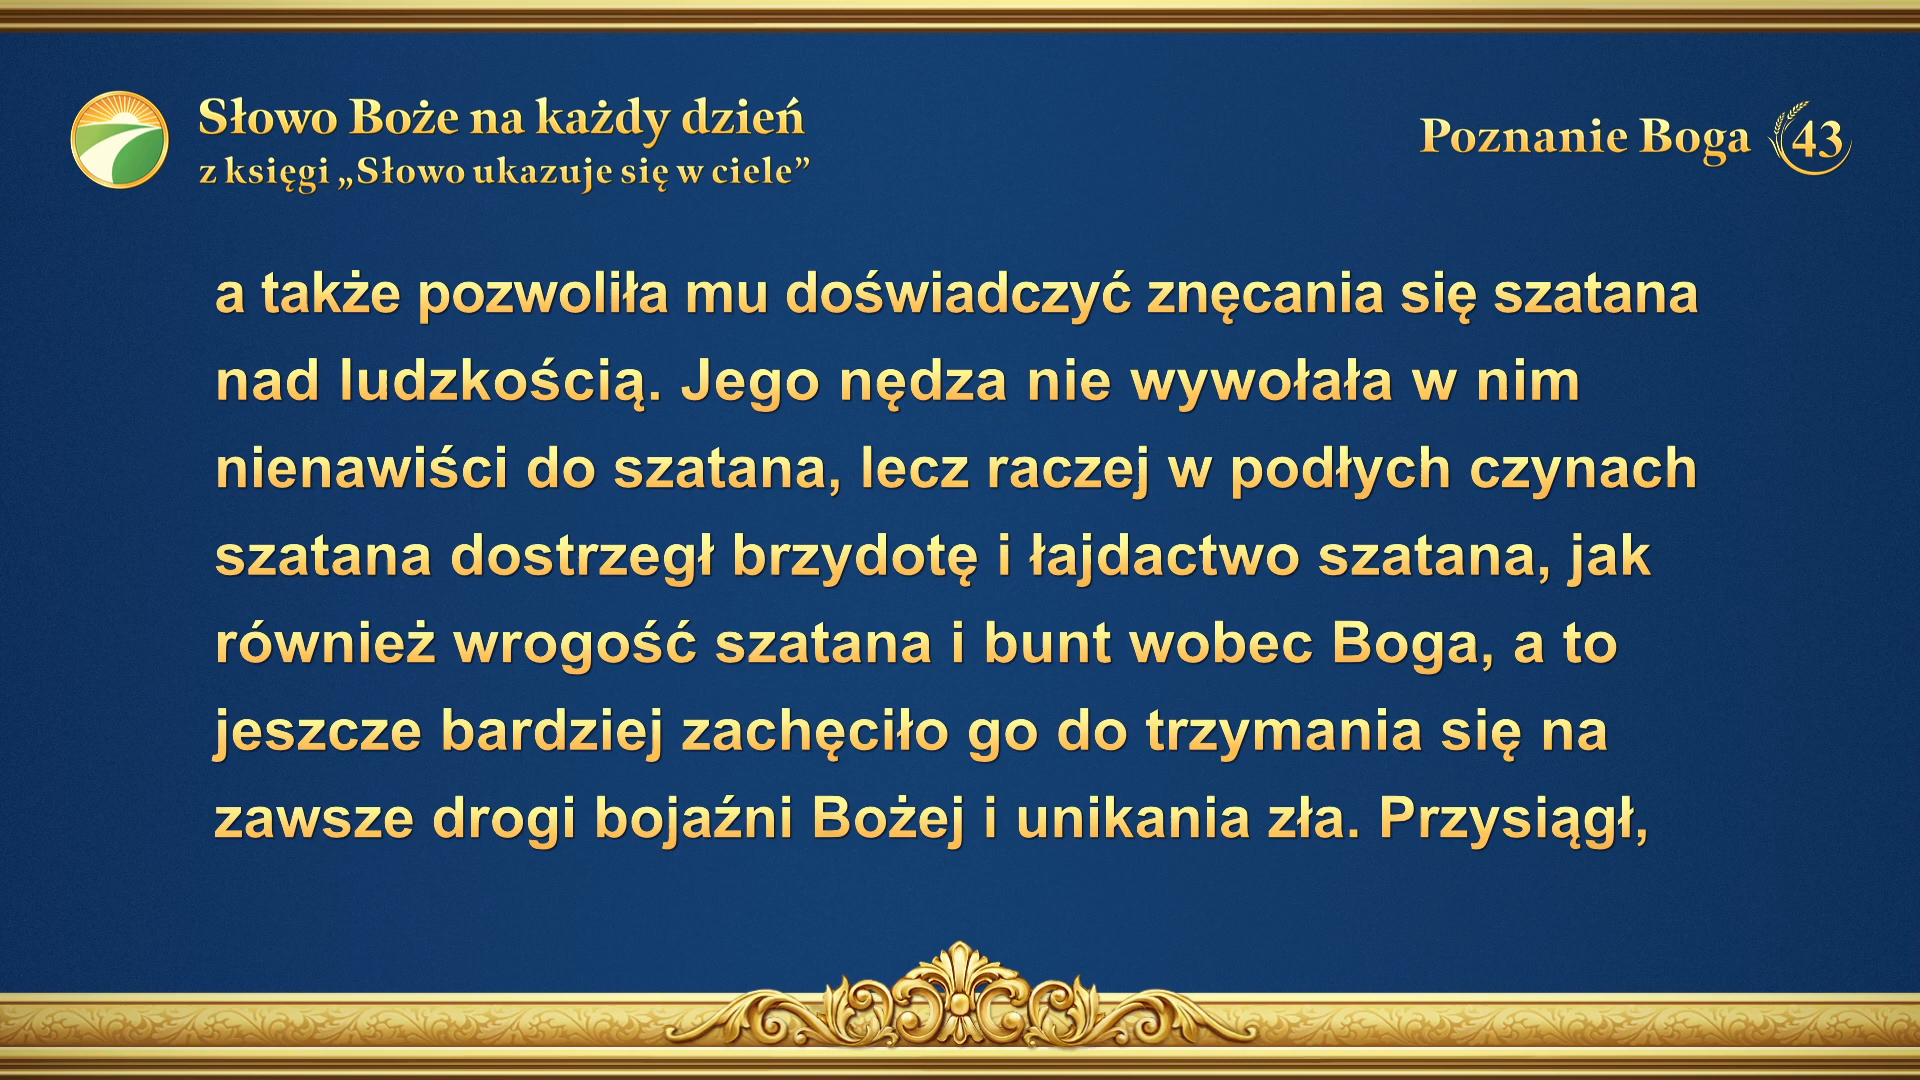 Słowo Boże na każdy dzień
z księgi „Słowo ukazuje się w ciele”
Poznanie Boga 43
a także pozwoliła mu doświadczyć znęcania się szatana
nad ludzkością. Jego nędza nie wywołała w nim
nienawiści do szatana, lecz raczej w podłych czynach
szatana dostrzegł brzydotę i łajdactwo szatana, jak
również wrogość szatana i bunt wobec Boga, a to
jeszcze bardziej zachęciło go do trzymania się na
zawsze drogi bojaźni Bożej i unikania zła. Przysiągł,